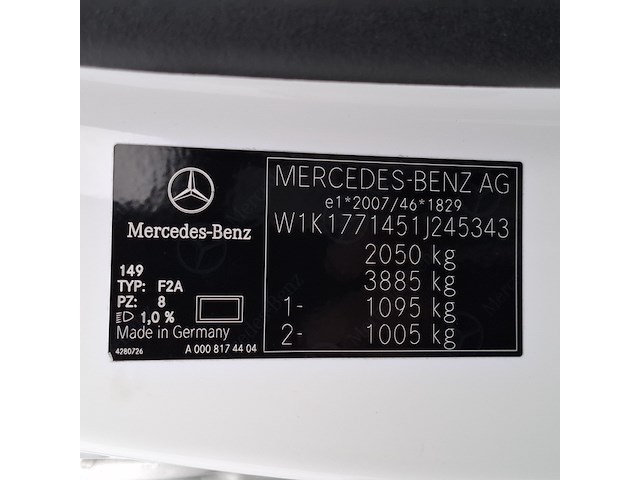 Mercedes-Benz
149
TYP: F2A
PZ: 8
1,0 %
Made in Germany
4280726 A 000 817 44 04
MERCEDES-BENZ AG
e1*2007/46*1829
W1K1771451J245343
2050 kg
3885 kg
1- 1095 kg
2- 1005 kg